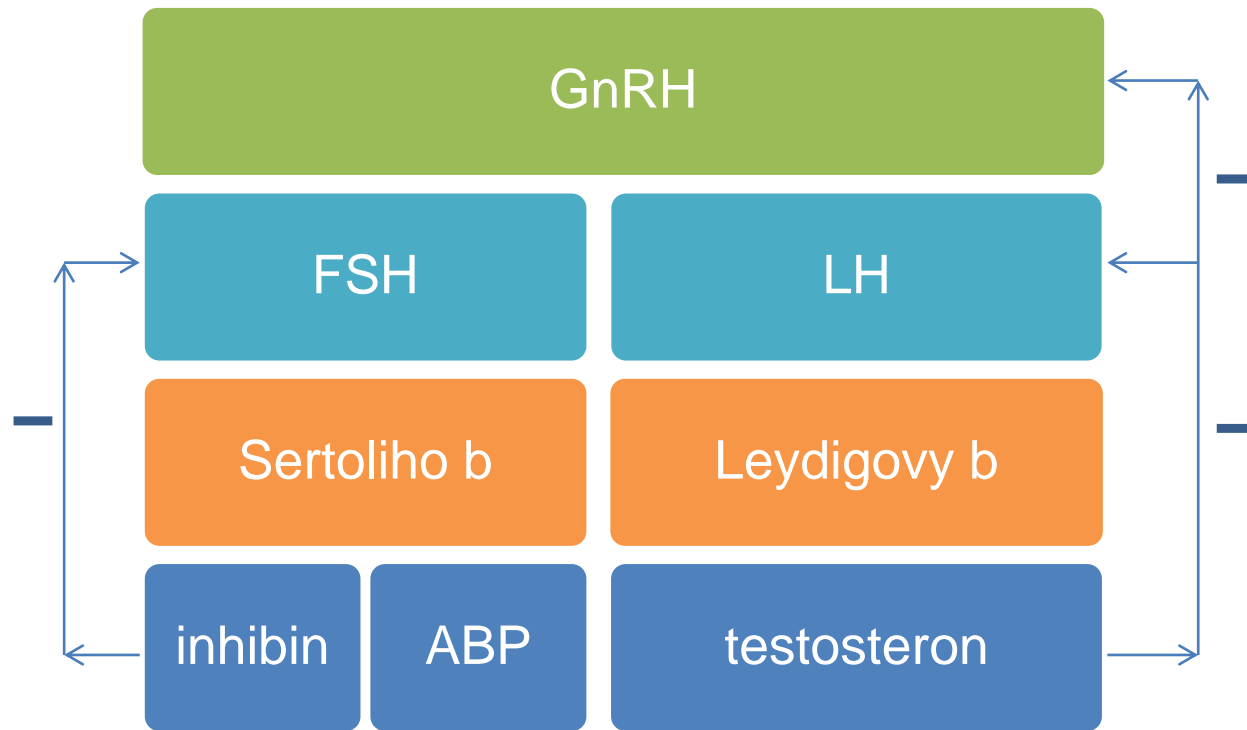 GnRH
FSH
LH
Sertoliho b
Leydigovy b
inhibin
ABP
testosteron